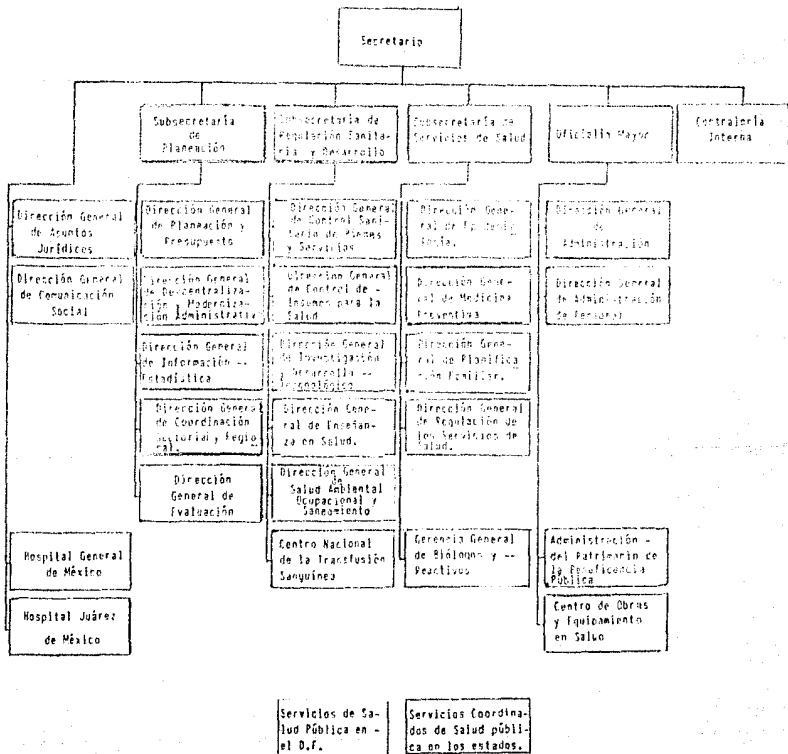 Secretario
Subsecretaría
de
Planeación
Subsecretaría de
Regulación Sanita-
ria y Desarrollo
Subsecretaría de
Servicios de Salud
Oficialía Mayor
Contraloría
Interna
Dirección General
de Asuntos
Jurídicos
Dirección General
de Comunicación
Social
Hospital General
de México
Hospital Juárez
de México
Dirección General
de Planeación y
Presupuesto
Dirección General
de Descentraliza-
ción y Moderniza-
ción Administrativ
Dirección General
de Información --
Estadística
Dirección General
de Coordinación
Sectorial y Regio
nal.
Dirección
General de
Evaluación
Dirección General
de Control Sani-
tario de Bienes
y Servicios
Dirección General
de Control de -
Insumos para la
Salud
Dirección General
de Investigación
y Desarrollo --
Tecnológico
Dirección Gene-
ral de Enseñan-
za en Salud.
Dirección General
de
Salud Ambiental
Ocupacional y
Saneamiento
Centro Nacional
de la Transfusión
Sanguínea
Dirección Gene-
ral de Epidemio
logía.
Dirección Gene-
ral de Medicina
Preventiva
Dirección Gene-
ral de Planifica
ción Familiar.
Dirección General
de Regulación de
los Servicios de
Salud.
Gerencia General
de Biólogos y --
Reactivos
Dirección General
de
Administración
Dirección General
de Administración
de Personal
Administración -
del Patrimonio de
la Beneficencia
Pública
Centro de Obras
y Equipamiento
en Salud
Servicios de Sa-
lud Pública en -
el D.F.
Servicios Coordina-
dos de Salud públi-
ca en los estados.